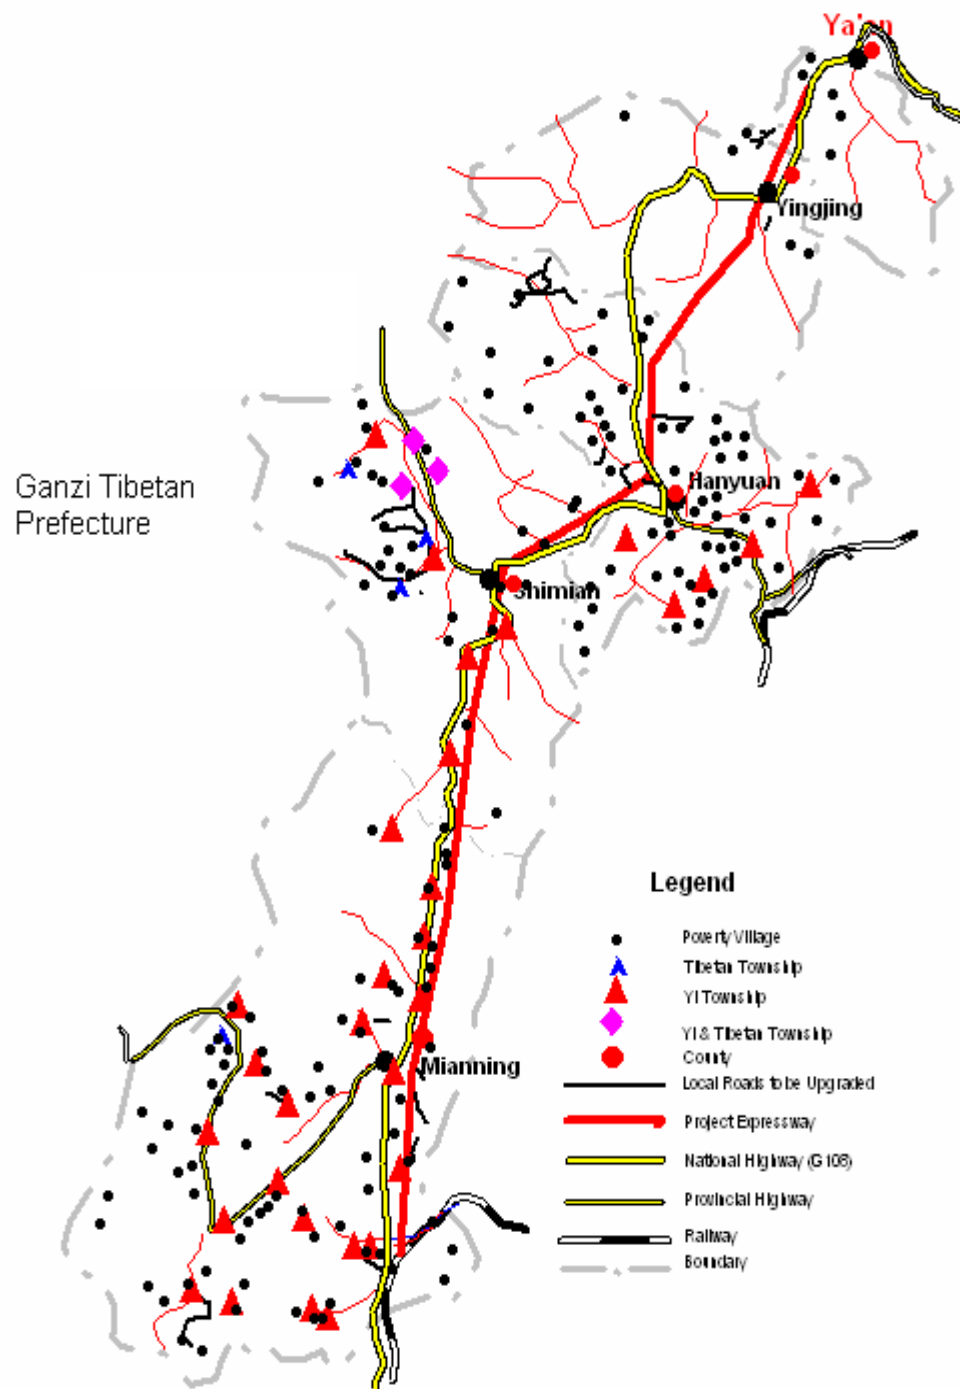 Ya'an
Yingjing
Hanyuan
Ganzi Tibetan
Prefecture
Shimian
Legend
Poverty Village
Tibetan Township
YI Township
YI & Tibetan Township
County
Mianning
Local Roads to be Upgraded
Project Expressway
National Highway (G108)
Provincial Highway
Railway
Boundary